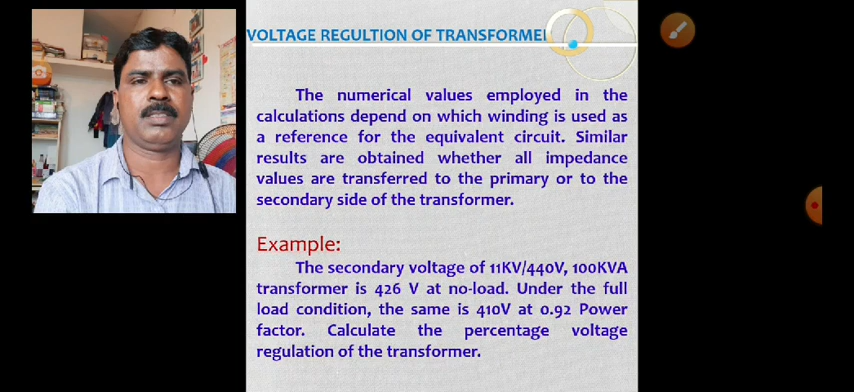 VOLTAGE REGULTION OF TRANSFORMER
The numerical values employed in the
calculations depend on which winding is used as
a reference for the equivalent circuit. Similar
results are obtained whether all impedance
values are transferred to the primary or to the
secondary side of the transformer.
Example:
The secondary voltage of 11KV/440V, 100KVA
transformer is 426 V at no-load. Under the full
load condition, the same is 410V at 0.92 Power
factor. Calculate the percentage voltage
regulation of the transformer.